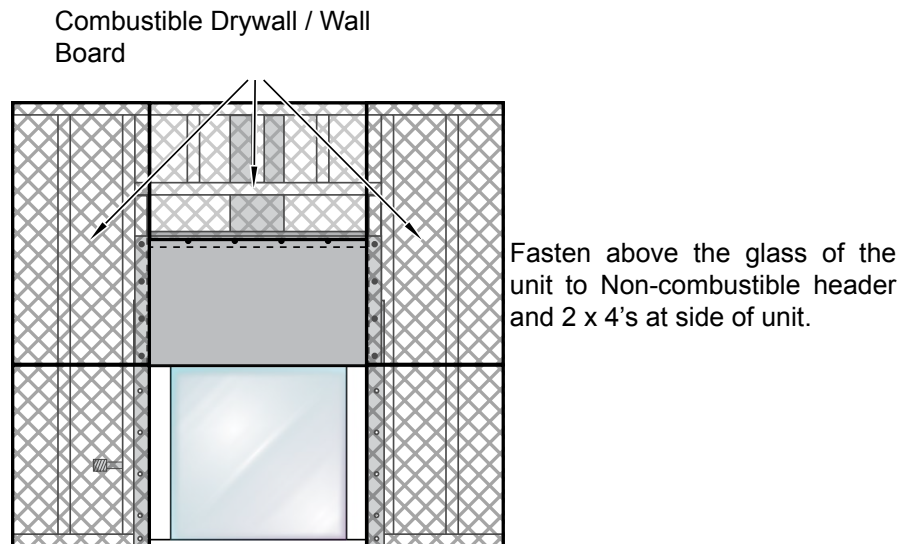 Combustible Drywall / Wall
Board
Fasten above the glass of the
unit to Non-combustible header
and 2 x 4's at side of unit.